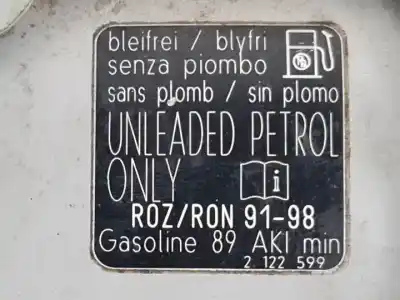 bleifrei / blyfri
senza piombo
sans plomb / sin plomo
UNLEADED PETROL
ONLY
ROZ/RON 91-98
Gasoline 89 AKI min
2 122 599